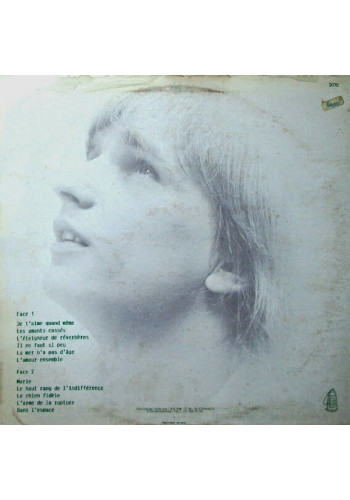 Face 1
Je t'aime quand même
Les amants cassés
L'éteigneur de réverbères
Il en faut si peu
La mer n'a pas d'âge
L'amour ensemble
Face 2
Marie
Le haut rang de l'indifférence
Le chien fidèle
L'arme de la rupture
Dans l'espace